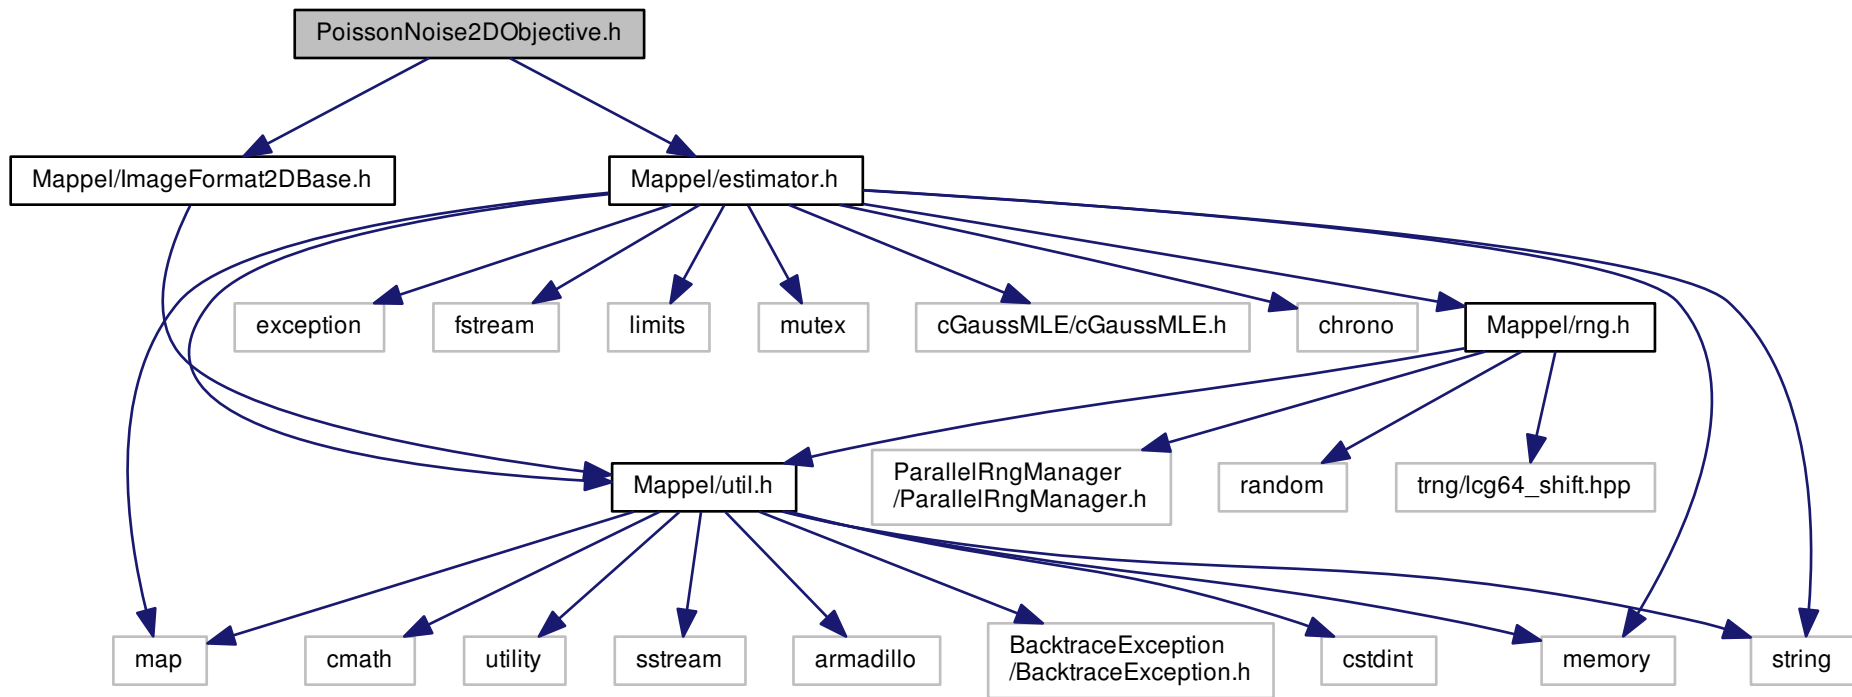 PoissonNoise2DObjective.h
Mappel/ImageFormat2DBase.h
Mappel/estimator.h
exception
fstream
limits
mutex
cGaussMLE/cGaussMLE.h
chrono
Mappel/rng.h
Mappel/util.h
ParallelRngManager
/ParallelRngManager.h
random
trng/lcg64_shift.hpp
map
cmath
utility
sstream
armadillo
BacktraceException
/BacktraceException.h
cstdint
memory
string